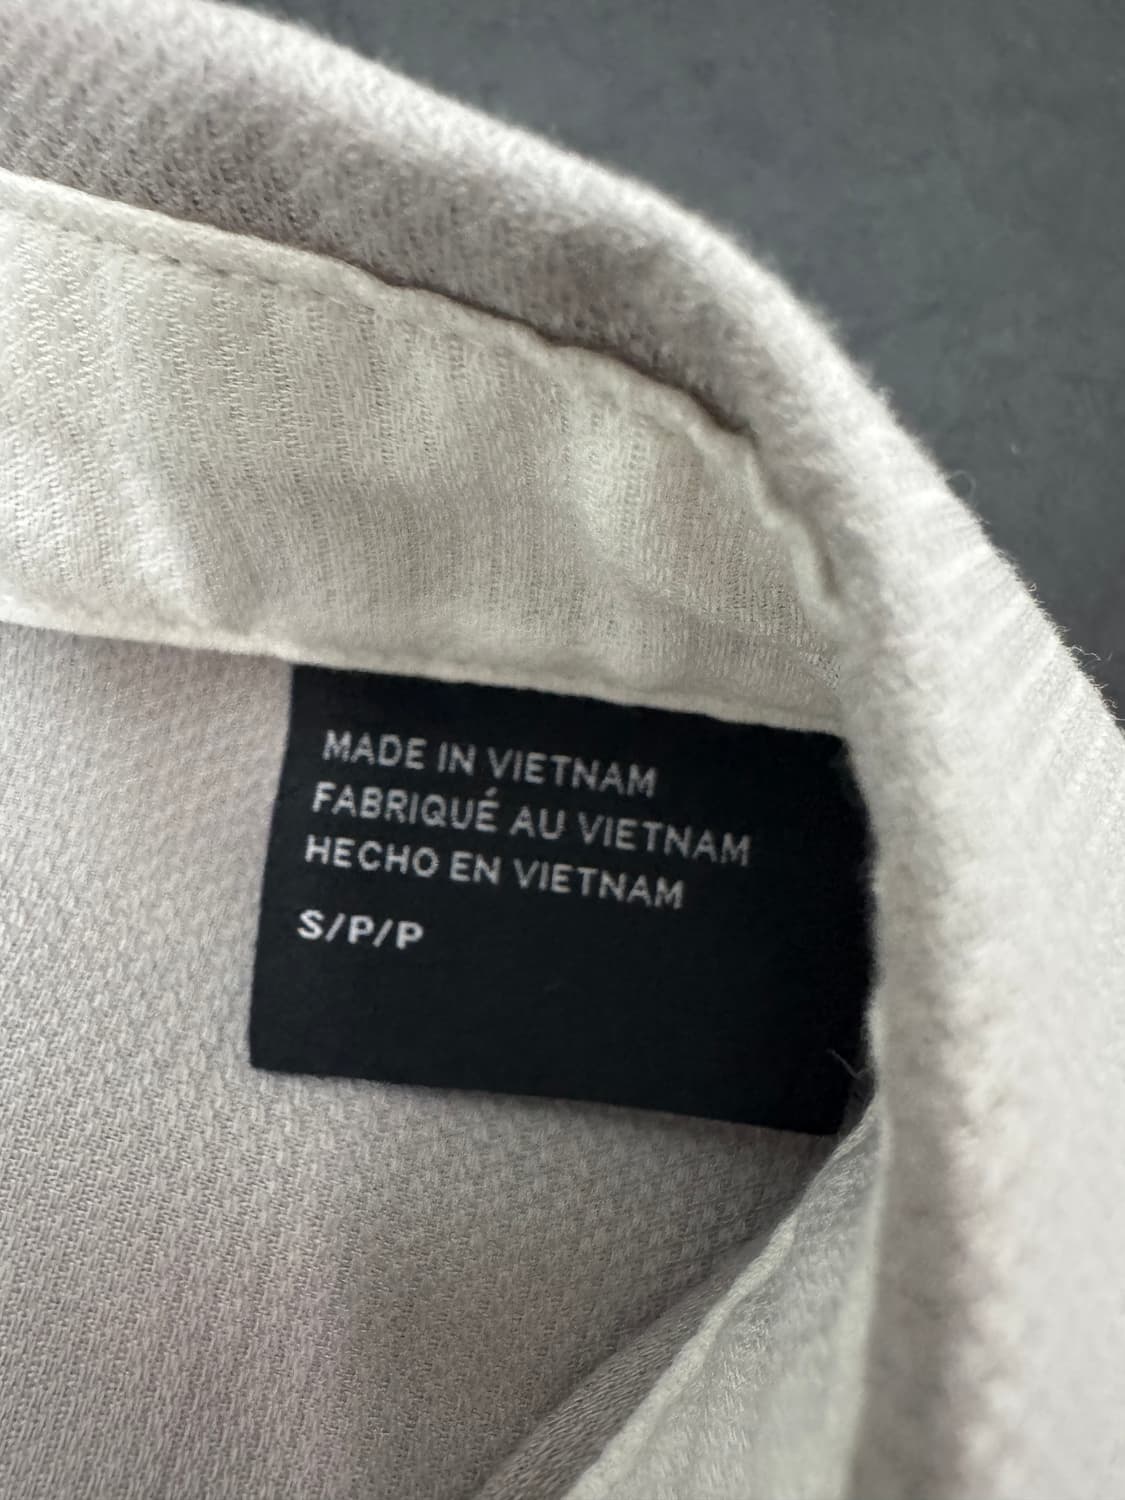 MADE IN VIETNAM
FABRIQUÉ AU VIETNAM
HECHO EN VIETNAM
S/P/P